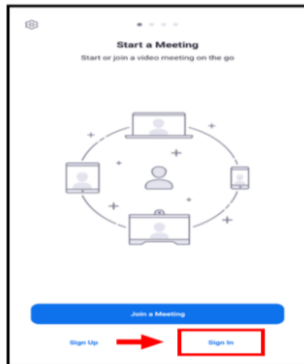 Start a Meeting
Start or join a video meeting on the go
Join a Meeting
Sign Up
Sign In